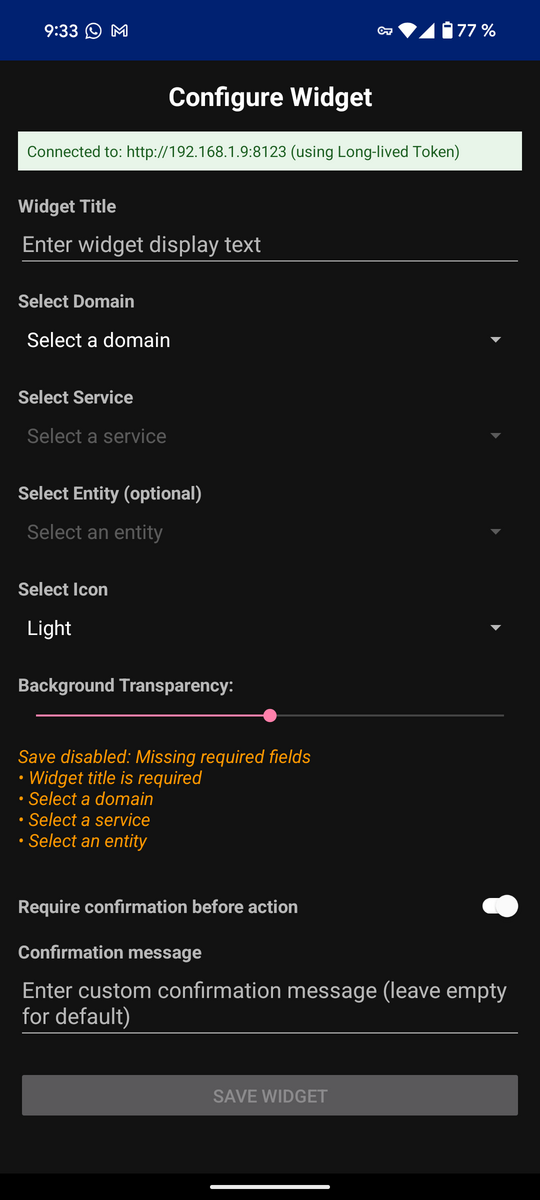 9:33 77 %
Configure Widget
Connected to: http://192.168.1.9:8123 (using Long-lived Token)
Widget Title
Enter widget display text
Select Domain
Select a domain
Select Service
Select a service
Select Entity (optional)
Select an entity
Select Icon
Light
Background Transparency:
Save disabled: Missing required fields
• Widget title is required
• Select a domain
• Select a service
• Select an entity
Require confirmation before action
Confirmation message
Enter custom confirmation message (leave empty
for default)
SAVE WIDGET